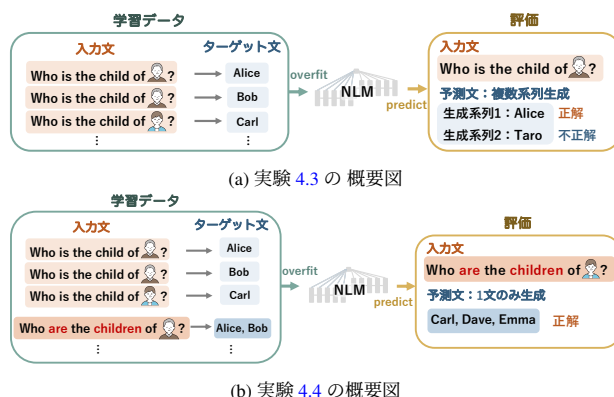 学習データ
評価
入力文
ターゲット文
Who is the child of ?
Alice
Who is the child of ?
Bob
Who is the child of ?
Carl
⋮
⋮
overfit
NLM
predict
入力文
Who is the child of ?
予測文：複数系列生成
生成系列1：Alice 正解
生成系列2：Taro 不正解
(a) 実験 4.3 の 概要図
学習データ
評価
入力文
ターゲット文
Who is the child of ?
Alice
Who is the child of ?
Bob
Who is the child of ?
Carl
Who are the children of ?
Alice, Bob
⋮
⋮
overfit
NLM
predict
入力文
Who are the children of ?
予測文：1文のみ生成
Carl, Dave, Emma 正解
(b) 実験 4.4 の概要図